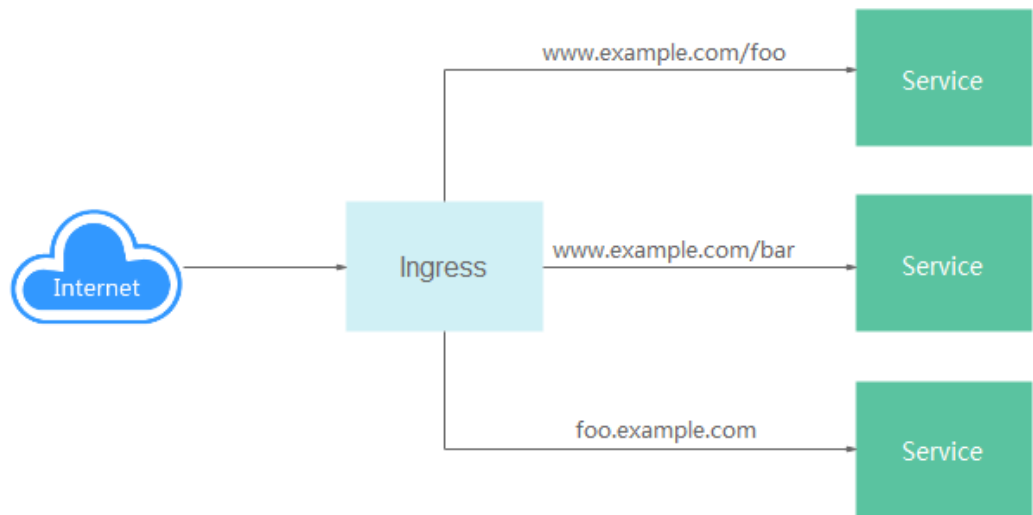 www.example.com/foo
Service
Internet
Ingress
www.example.com/bar
Service
foo.example.com
Service